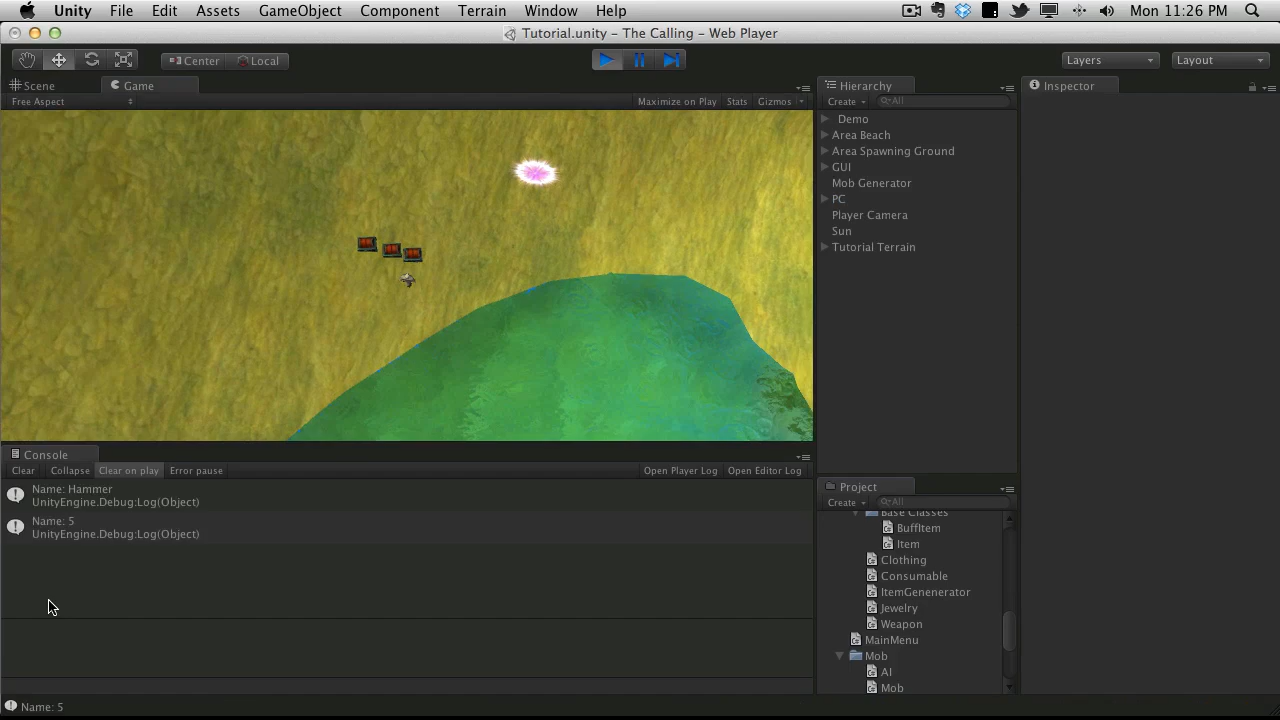 Unity File Edit Assets GameObject Component Terrain Window Help Mon 11:26 PM
Tutorial.unity – The Calling – Web Player
Center Local Layers Layout
Scene Game Hierarchy Inspector
Free Aspect Maximize on Play Stats Gizmos Create All
Demo
Area Beach
Area Spawning Ground
GUI
Mob Generator
PC
Player Camera
Sun
Tutorial Terrain
Console
Clear Collapse Clear on play Error pause Open Player Log Open Editor Log
Name: Hammer
UnityEngine.Debug:Log(Object)
Name: 5
UnityEngine.Debug:Log(Object)
Project
Create All
Base Classes
BuffItem
Item
Clothing
Consumable
ItemGenenerator
Jewelry
Weapon
MainMenu
Mob
AI
Mob
Name: 5